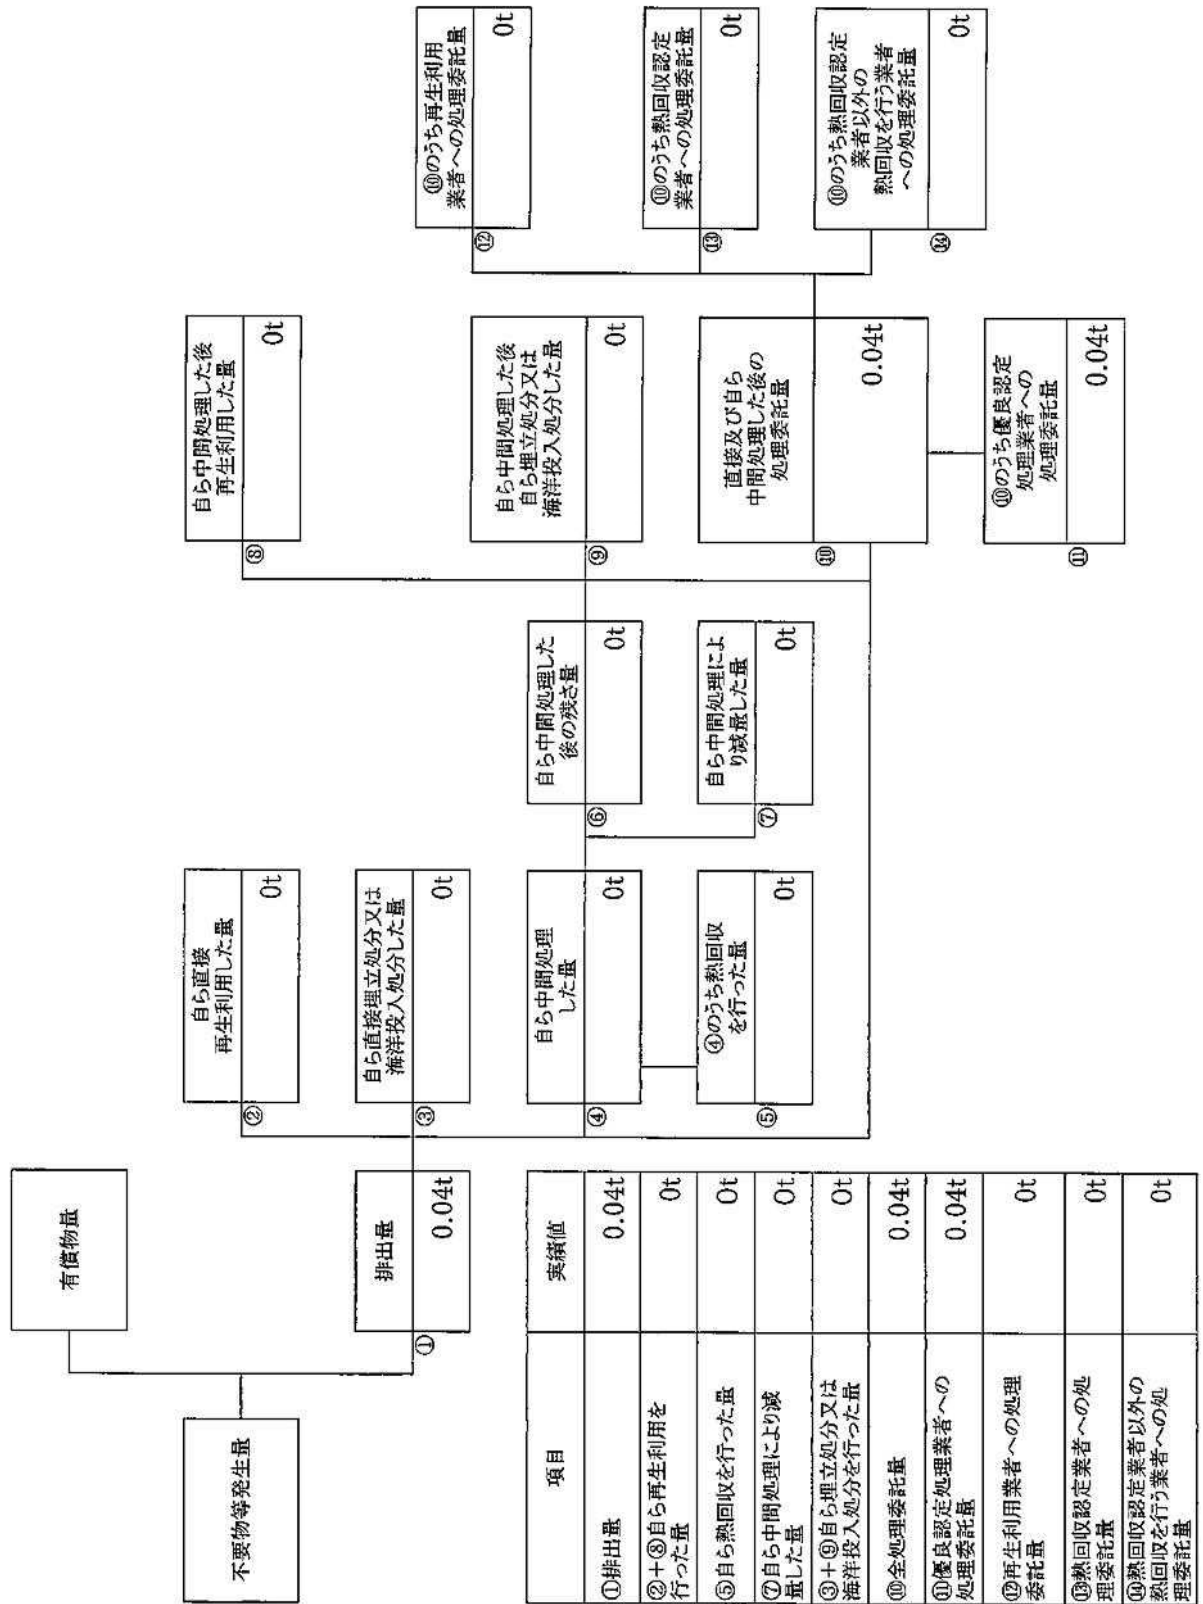 不要物等発生量
有償物量
①
排出量
0.04t
②
自ら直接
再生利用した量
0t
③
自ら直接埋立処分又は
海洋投入処分した量
0t
④
自ら中間処理
した量
0t
⑤
④のうち熱回収
を行った量
0t
⑥
自ら中間処理した
後の残さ量
0t
⑦
自ら中間処理によ
り減量した量
0t
⑧
自ら中間処理した後
再生利用した量
0t
⑨
自ら中間処理した後
自ら埋立処分又は
海洋投入処分した量
0t
⑩
直接及び自ら
中間処理した後の
処理委託量
0.04t
⑪
⑩のうち優良認定
処理業者への
処理委託量
0.04t
⑫
⑩のうち再生利用
業者への処理委託量
0t
⑬
⑩のうち熱回収認定
業者への処理委託量
0t
⑭
⑩のうち熱回収認定
業者以外の
熱回収を行う業者
への処理委託量
0t
項目
実績値
①排出量
0.04t
②+⑧自ら再生利用を
行った量
0t
⑤自ら熱回収を行った量
0t
⑦自ら中間処理により減
量した量
0t
③+⑨自ら埋立処分又は
海洋投入処分を行った量
0t
⑩全処理委託量
0.04t
⑪優良認定処理業者への
処理委託量
0.04t
⑫再生利用業者への処理
委託量
0t
⑬熱回収認定業者への処
理委託量
0t
⑭熱回収認定業者以外の
熱回収を行う業者への処
理委託量
0t